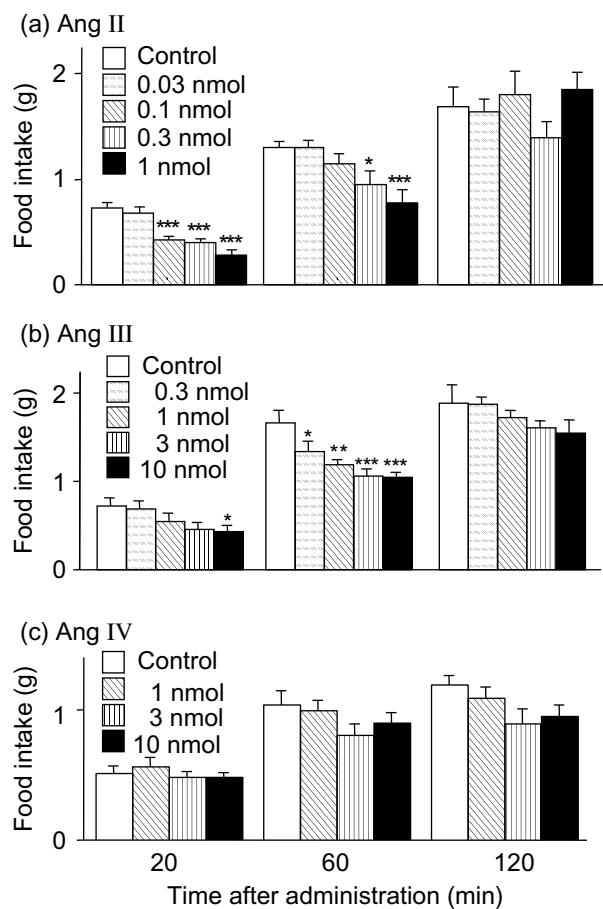 (a) Ang II
Control
0.03 nmol
0.1 nmol
0.3 nmol
1 nmol
Food intake (g)
2
1
0
*** *** ***
* ***
(b) Ang III
Control
0.3 nmol
1 nmol
3 nmol
10 nmol
Food intake (g)
2
1
0
*
* ** *** ***
(c) Ang IV
Control
1 nmol
3 nmol
10 nmol
Food intake (g)
1
0
20 60 120
Time after administration (min)